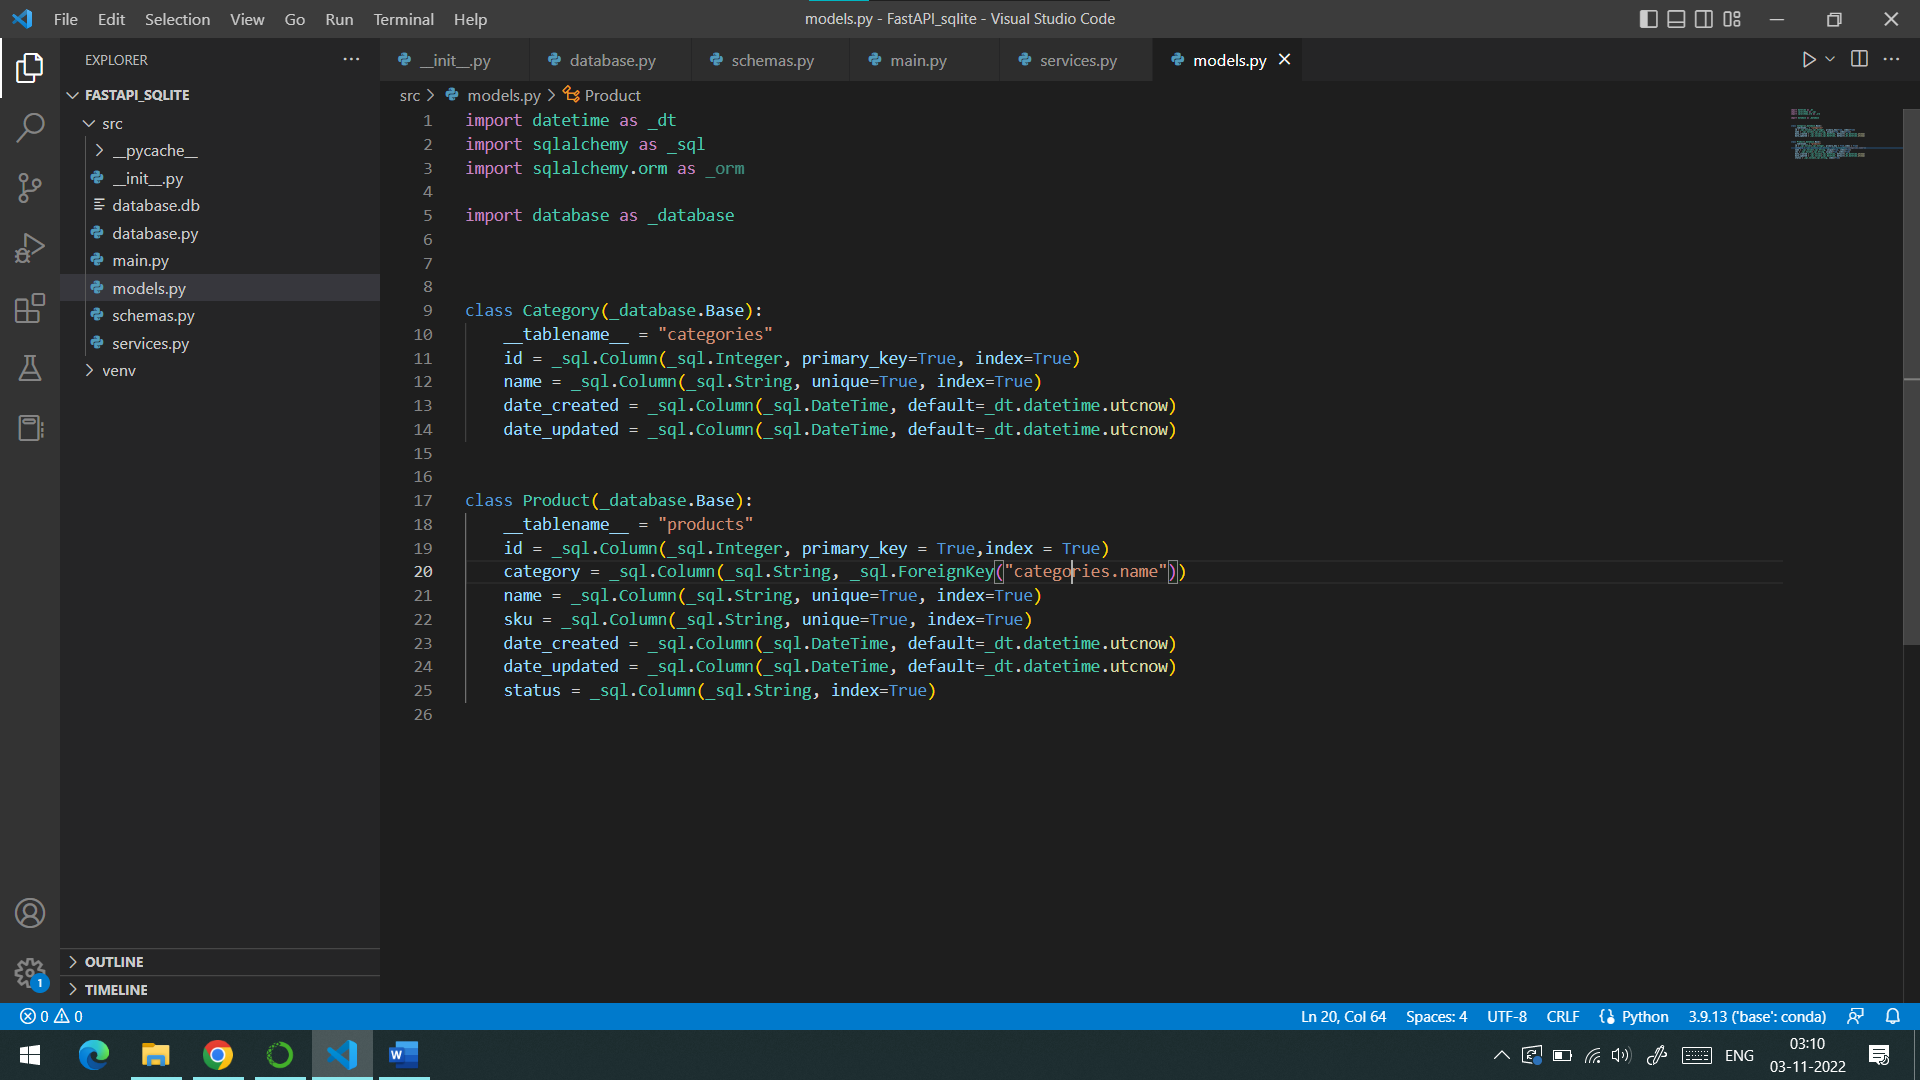 File Edit Selection View Go Run Terminal Help
models.py - FastAPI_sqlite - Visual Studio Code
EXPLORER
FASTAPI_SQLITE
src
__pycache__
__init__.py
database.db
database.py
main.py
models.py
schemas.py
services.py
venv
OUTLINE
TIMELINE
__init__.py database.py schemas.py main.py services.py models.py
src models.py Product
1 import datetime as _dt
2 import sqlalchemy as _sql
3 import sqlalchemy.orm as _orm
4
5 import database as _database
6
7
8
9 class Category(_database.Base):
10 __tablename__ = "categories"
11 id = _sql.Column(_sql.Integer, primary_key=True, index=True)
12 name = _sql.Column(_sql.String, unique=True, index=True)
13 date_created = _sql.Column(_sql.DateTime, default=_dt.datetime.utcnow)
14 date_updated = _sql.Column(_sql.DateTime, default=_dt.datetime.utcnow)
15
16
17 class Product(_database.Base):
18 __tablename__ = "products"
19 id = _sql.Column(_sql.Integer, primary_key = True,index = True)
20 category = _sql.Column(_sql.String, _sql.ForeignKey("categories.name"))
21 name = _sql.Column(_sql.String, unique=True, index=True)
22 sku = _sql.Column(_sql.String, unique=True, index=True)
23 date_created = _sql.Column(_sql.DateTime, default=_dt.datetime.utcnow)
24 date_updated = _sql.Column(_sql.DateTime, default=_dt.datetime.utcnow)
25 status = _sql.Column(_sql.String, index=True)
26
1
0 0
Ln 20, Col 64 Spaces: 4 UTF-8 CRLF Python 3.9.13 ('base': conda)
W
ENG
03:10
03-11-2022